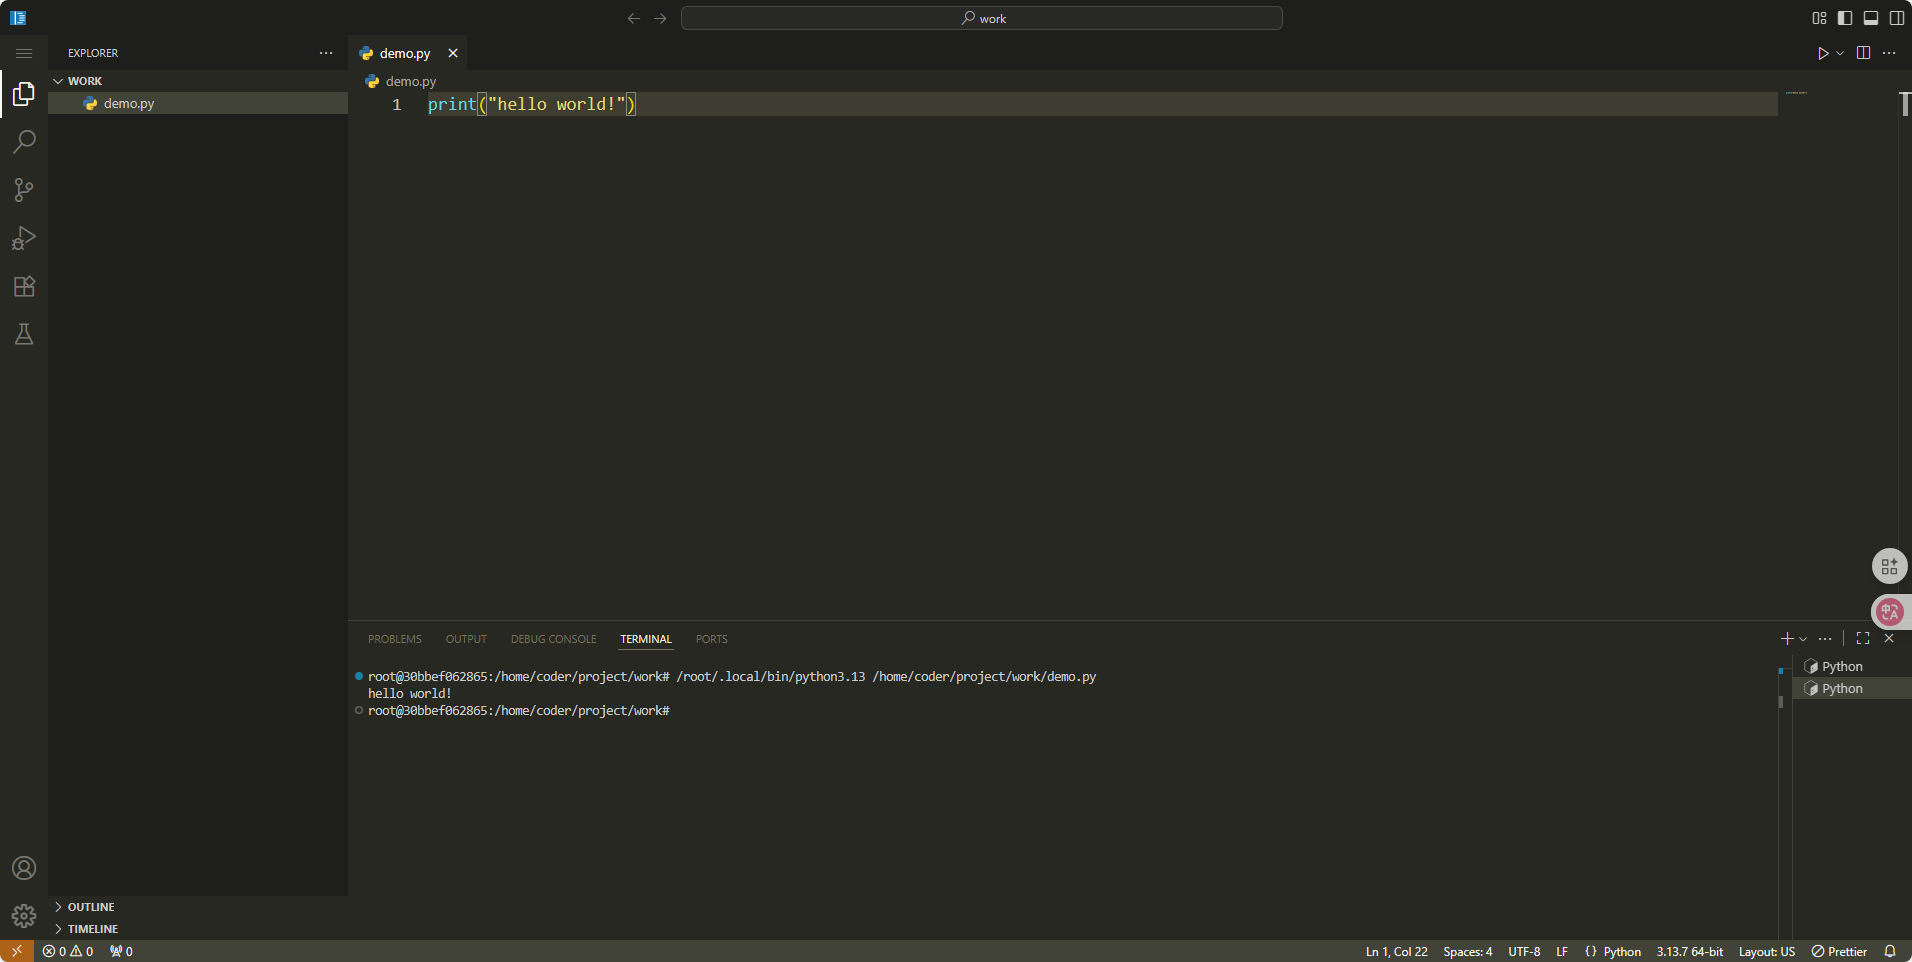 work
EXPLORER
WORK
demo.py
demo.py
demo.py
1 print("hello world!")
PROBLEMS OUTPUT DEBUG CONSOLE TERMINAL PORTS
root@30bbef062865:/home/coder/project/work# /root/.local/bin/python3.13 /home/coder/project/work/demo.py
hello world!
root@30bbef062865:/home/coder/project/work#
Python
Python
OUTLINE
TIMELINE
0 0 0 Ln 1, Col 22 Spaces: 4 UTF-8 LF {} Python 3.13.7 64-bit Layout: US Prettier
中A